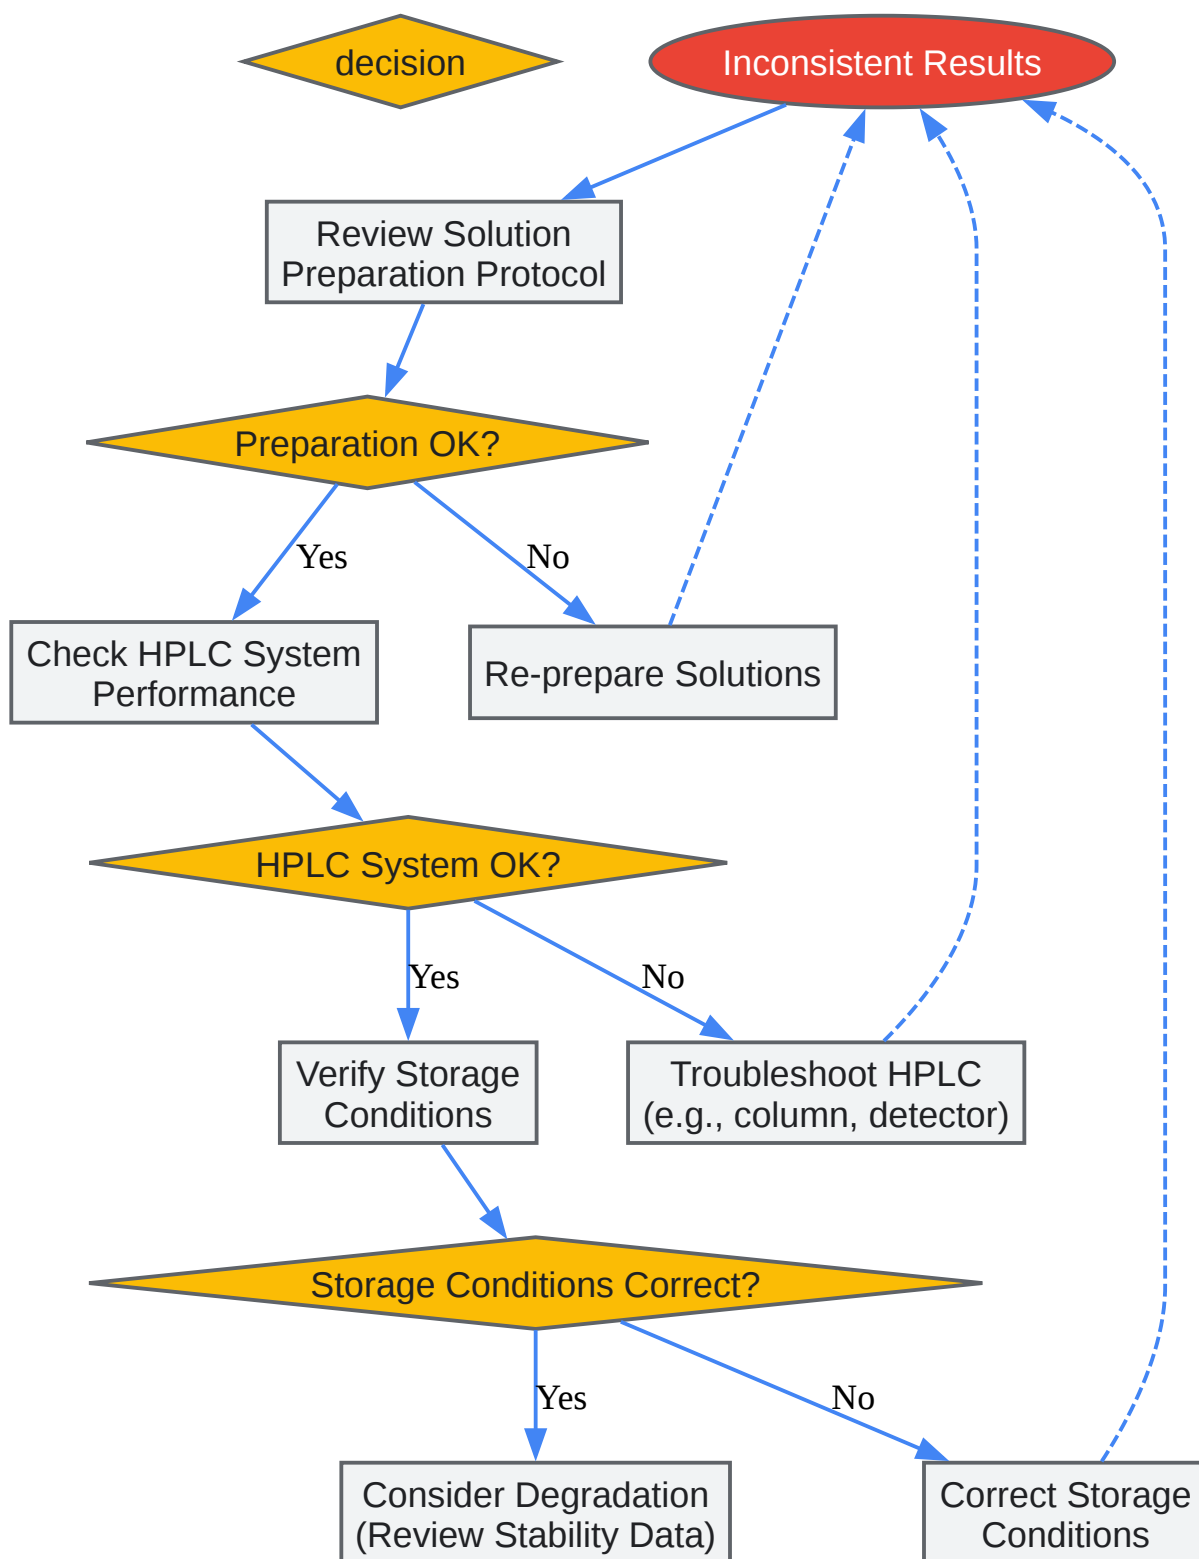 decision
Inconsistent Results
Review Solution
Preparation Protocol
Preparation OK?
Yes
No
Check HPLC System
Performance
Re-prepare Solutions
HPLC System OK?
Yes
No
Verify Storage
Conditions
Troubleshoot HPLC
(e.g., column, detector)
Storage Conditions Correct?
Yes
No
Consider Degradation
(Review Stability Data)
Correct Storage
Conditions